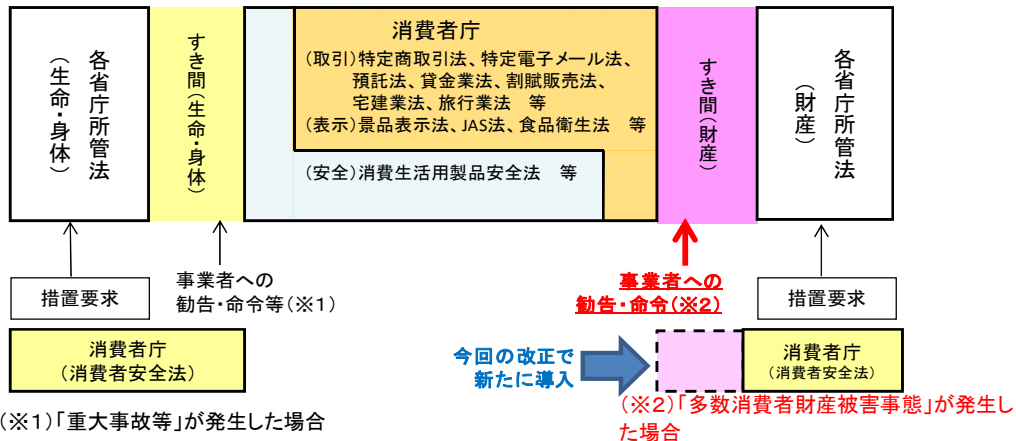 各省庁所管法
（生命・身体）
すき間（生命・身体）
消費者庁
（取引）特定商取引法、特定電子メール法、
預託法、貸金業法、割賦販売法、
宅建業法、旅行業法　等
（表示）景品表示法、JAS法、食品衛生法　等
（安全）消費生活用製品安全法　等
すき間（財産）
各省庁所管法
（財産）
措置要求
事業者への
勧告・命令等（※1）
事業者への
勧告・命令（※2）
措置要求
消費者庁
（消費者安全法）
今回の改正で
新たに導入
消費者庁
（消費者安全法）
（※1）「重大事故等」が発生した場合
（※2）「多数消費者財産被害事態」が発生し
た場合